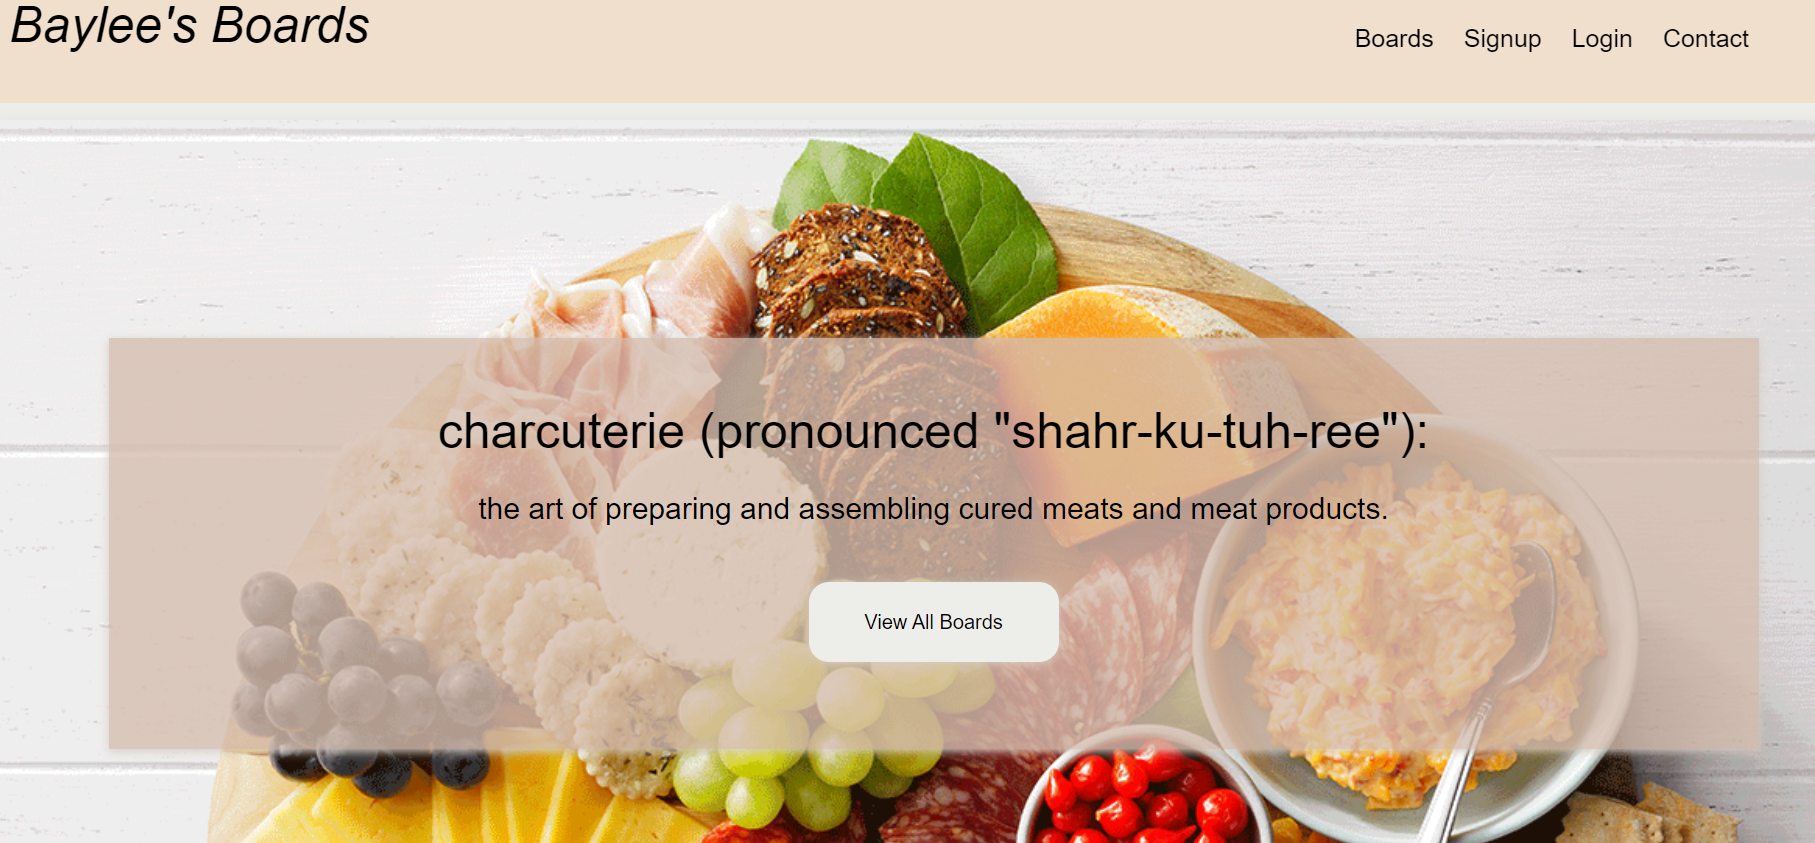 Baylee's Boards
Boards Signup Login Contact
charcuterie (pronounced "shahr-ku-tuh-ree"):
the art of preparing and assembling cured meats and meat products.
View All Boards